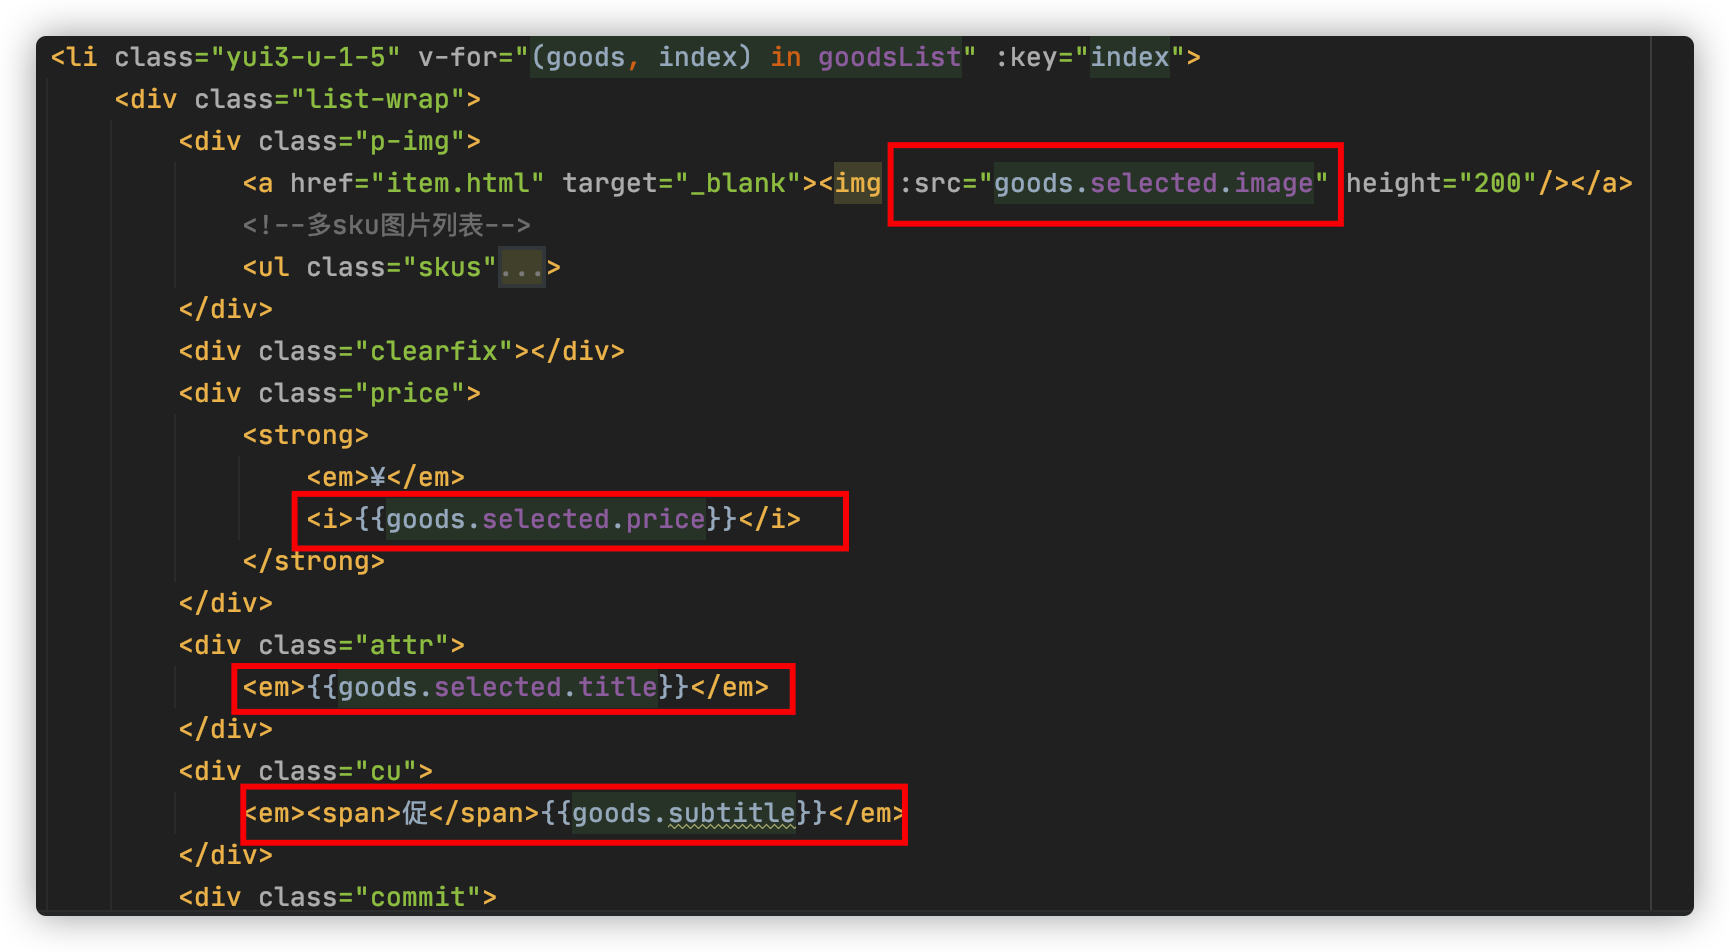 <li class="yui3-u-1-5" v-for="(goods, index) in goodsList" :key="index">
<div class="list-wrap">
<div class="p-img">
<a href="item.html" target="_blank"><img :src="goods.selected.image" height="200"/></a>
<!--多sku图片列表-->
<ul class="skus"...>
</div>
<div class="clearfix"></div>
<div class="price">
<strong>
<em>¥</em>
<i>{{goods.selected.price}}</i>
</strong>
</div>
<div class="attr">
<em>{{goods.selected.title}}</em>
</div>
<div class="cu">
<em><span>促</span>{{goods.subtitle}}</em>
</div>
<div class="commit">